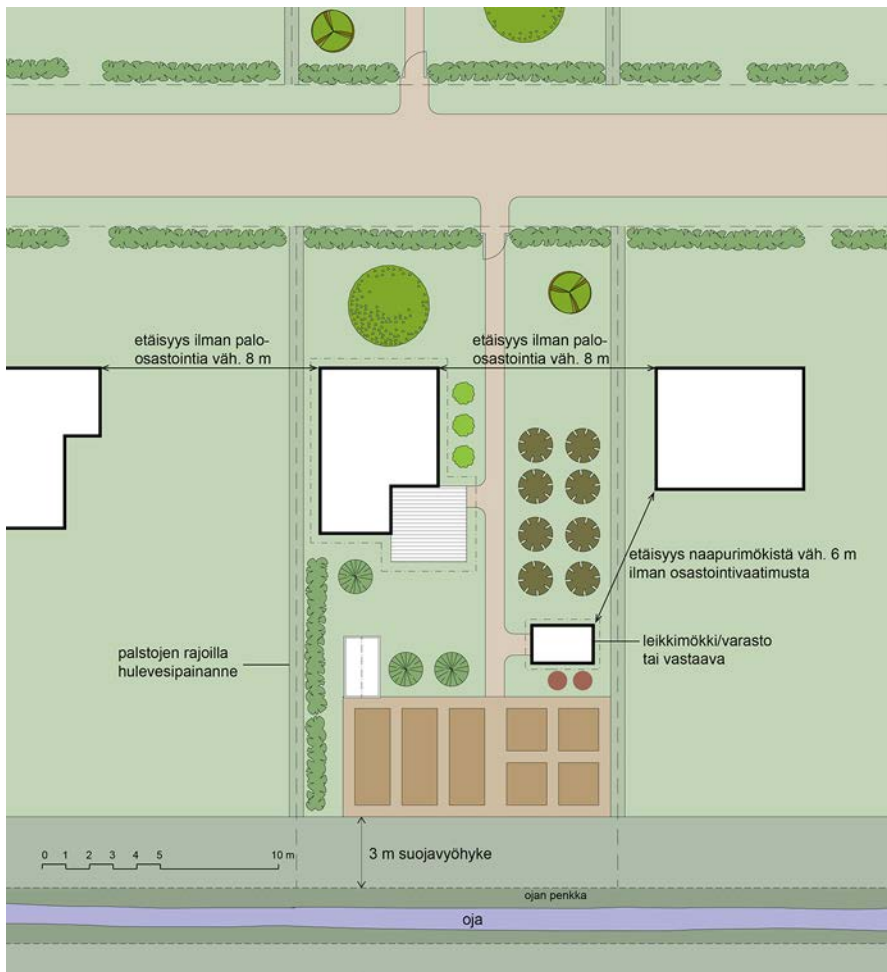 etäisyys ilman palo-
osastointia väh. 8 m
etäisyys ilman palo-
osastointia väh. 8 m
etäisyys naapurimökistä väh. 6 m
ilman osastointivaatimusta
palstojen rajoilla
hulevesipainanne
leikkimökki/varasto
tai vastaava
0 1 2 3 4 5 10 m
3 m suojavyöhyke
ojan penkka
oja